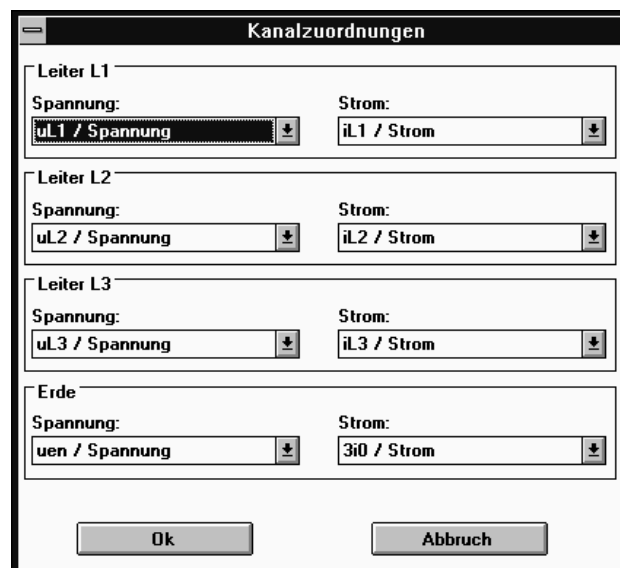 Kanalzuordnungen
Leiter L1
Spannung: Strom:
uL1 / Spannung iL1 / Strom
Leiter L2
Spannung: Strom:
uL2 / Spannung iL2 / Strom
Leiter L3
Spannung: Strom:
uL3 / Spannung iL3 / Strom
Erde
Spannung: Strom:
uen / Spannung 3i0 / Strom
Ok Abbruch